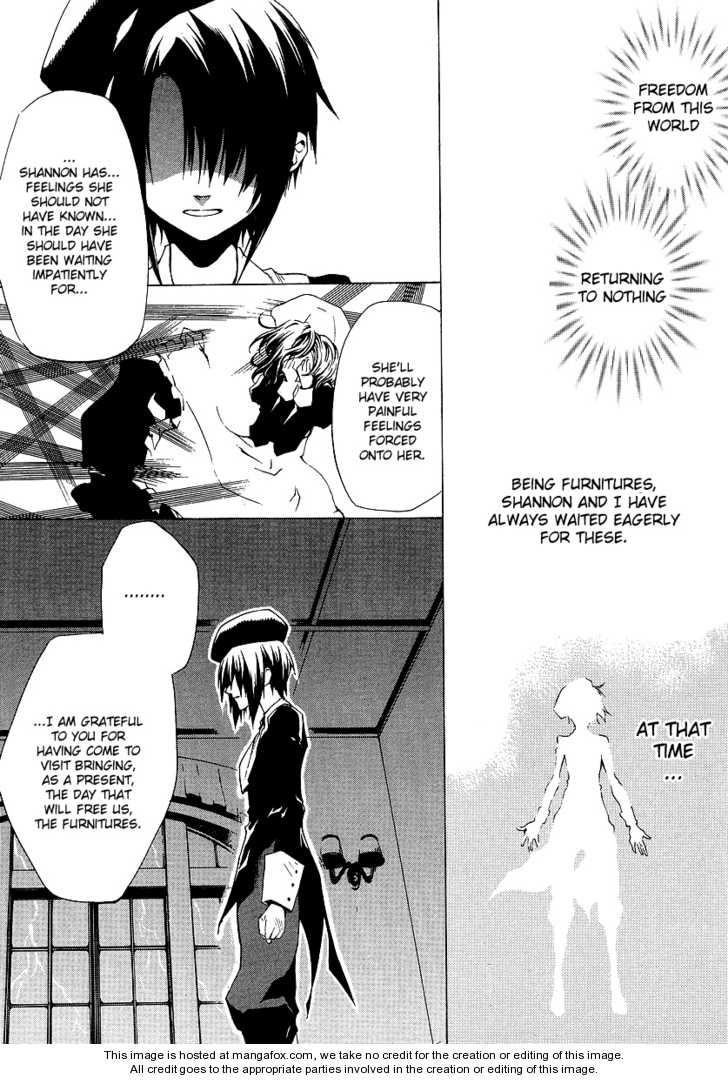 FREEDOM
FROM THIS
WORLD
RETURNING
TO NOTHING
BEING FURNITURES,
SHANNON AND I HAVE
ALWAYS WAITED EAGERLY
FOR THESE.
AT THAT
TIME
...
...
SHANNON HAS...
FEELINGS SHE
SHOULD NOT
HAVE KNOWN...
IN THE DAY SHE
SHOULD HAVE
BEEN WAITING
IMPATIENTLY
FOR...
SHE'LL
PROBABLY
HAVE VERY
PAINFUL
FEELINGS
FORCED
ONTO HER.
........
...I AM GRATEFUL
TO YOU FOR
HAVING COME TO
VISIT BRINGING,
AS A PRESENT,
THE DAY THAT
WILL FREE US,
THE FURNITURES.
This image is hosted at mangafox.com, we take no credit for the creation or editing of this image.
All credit goes to the appropriate parties involved in the creation or editing of this image.